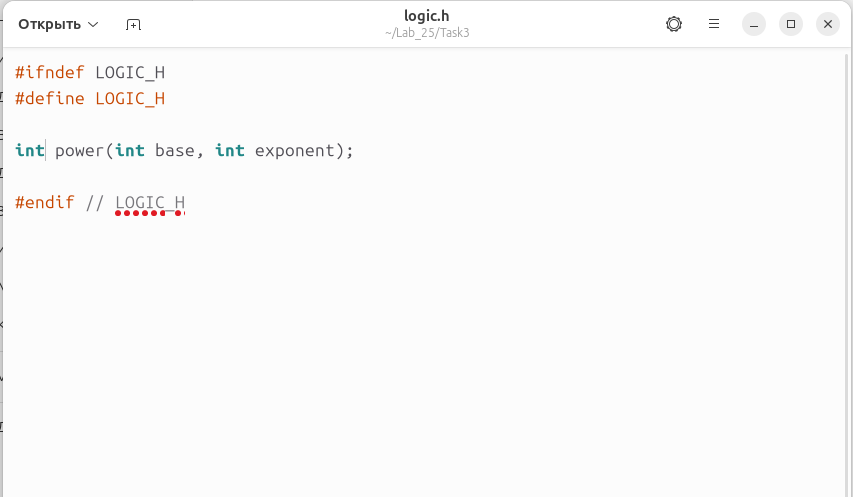 Открыть
logic.h
~/Lab_25/Task3
#ifndef LOGIC_H
#define LOGIC_H
int power(int base, int exponent);
#endif // LOGIC_H